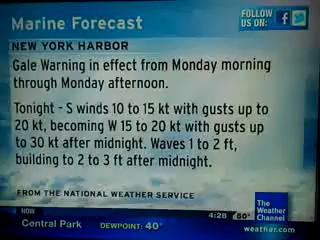 Marine Forecast
FOLLOW
US ON:
NEW YORK HARBOR
Gale Warning in effect from Monday morning
through Monday afternoon.
Tonight - S winds 10 to 15 kt with gusts up to
20 kt, becoming W 15 to 20 kt with gusts up
to 30 kt after midnight. Waves 1 to 2 ft,
building to 2 to 3 ft after midnight.
FROM THE NATIONAL WEATHER SERVICE
The
Weather
Channel
weather.com
NOW
4:28 50°
Central Park DEWPOINT: 40°